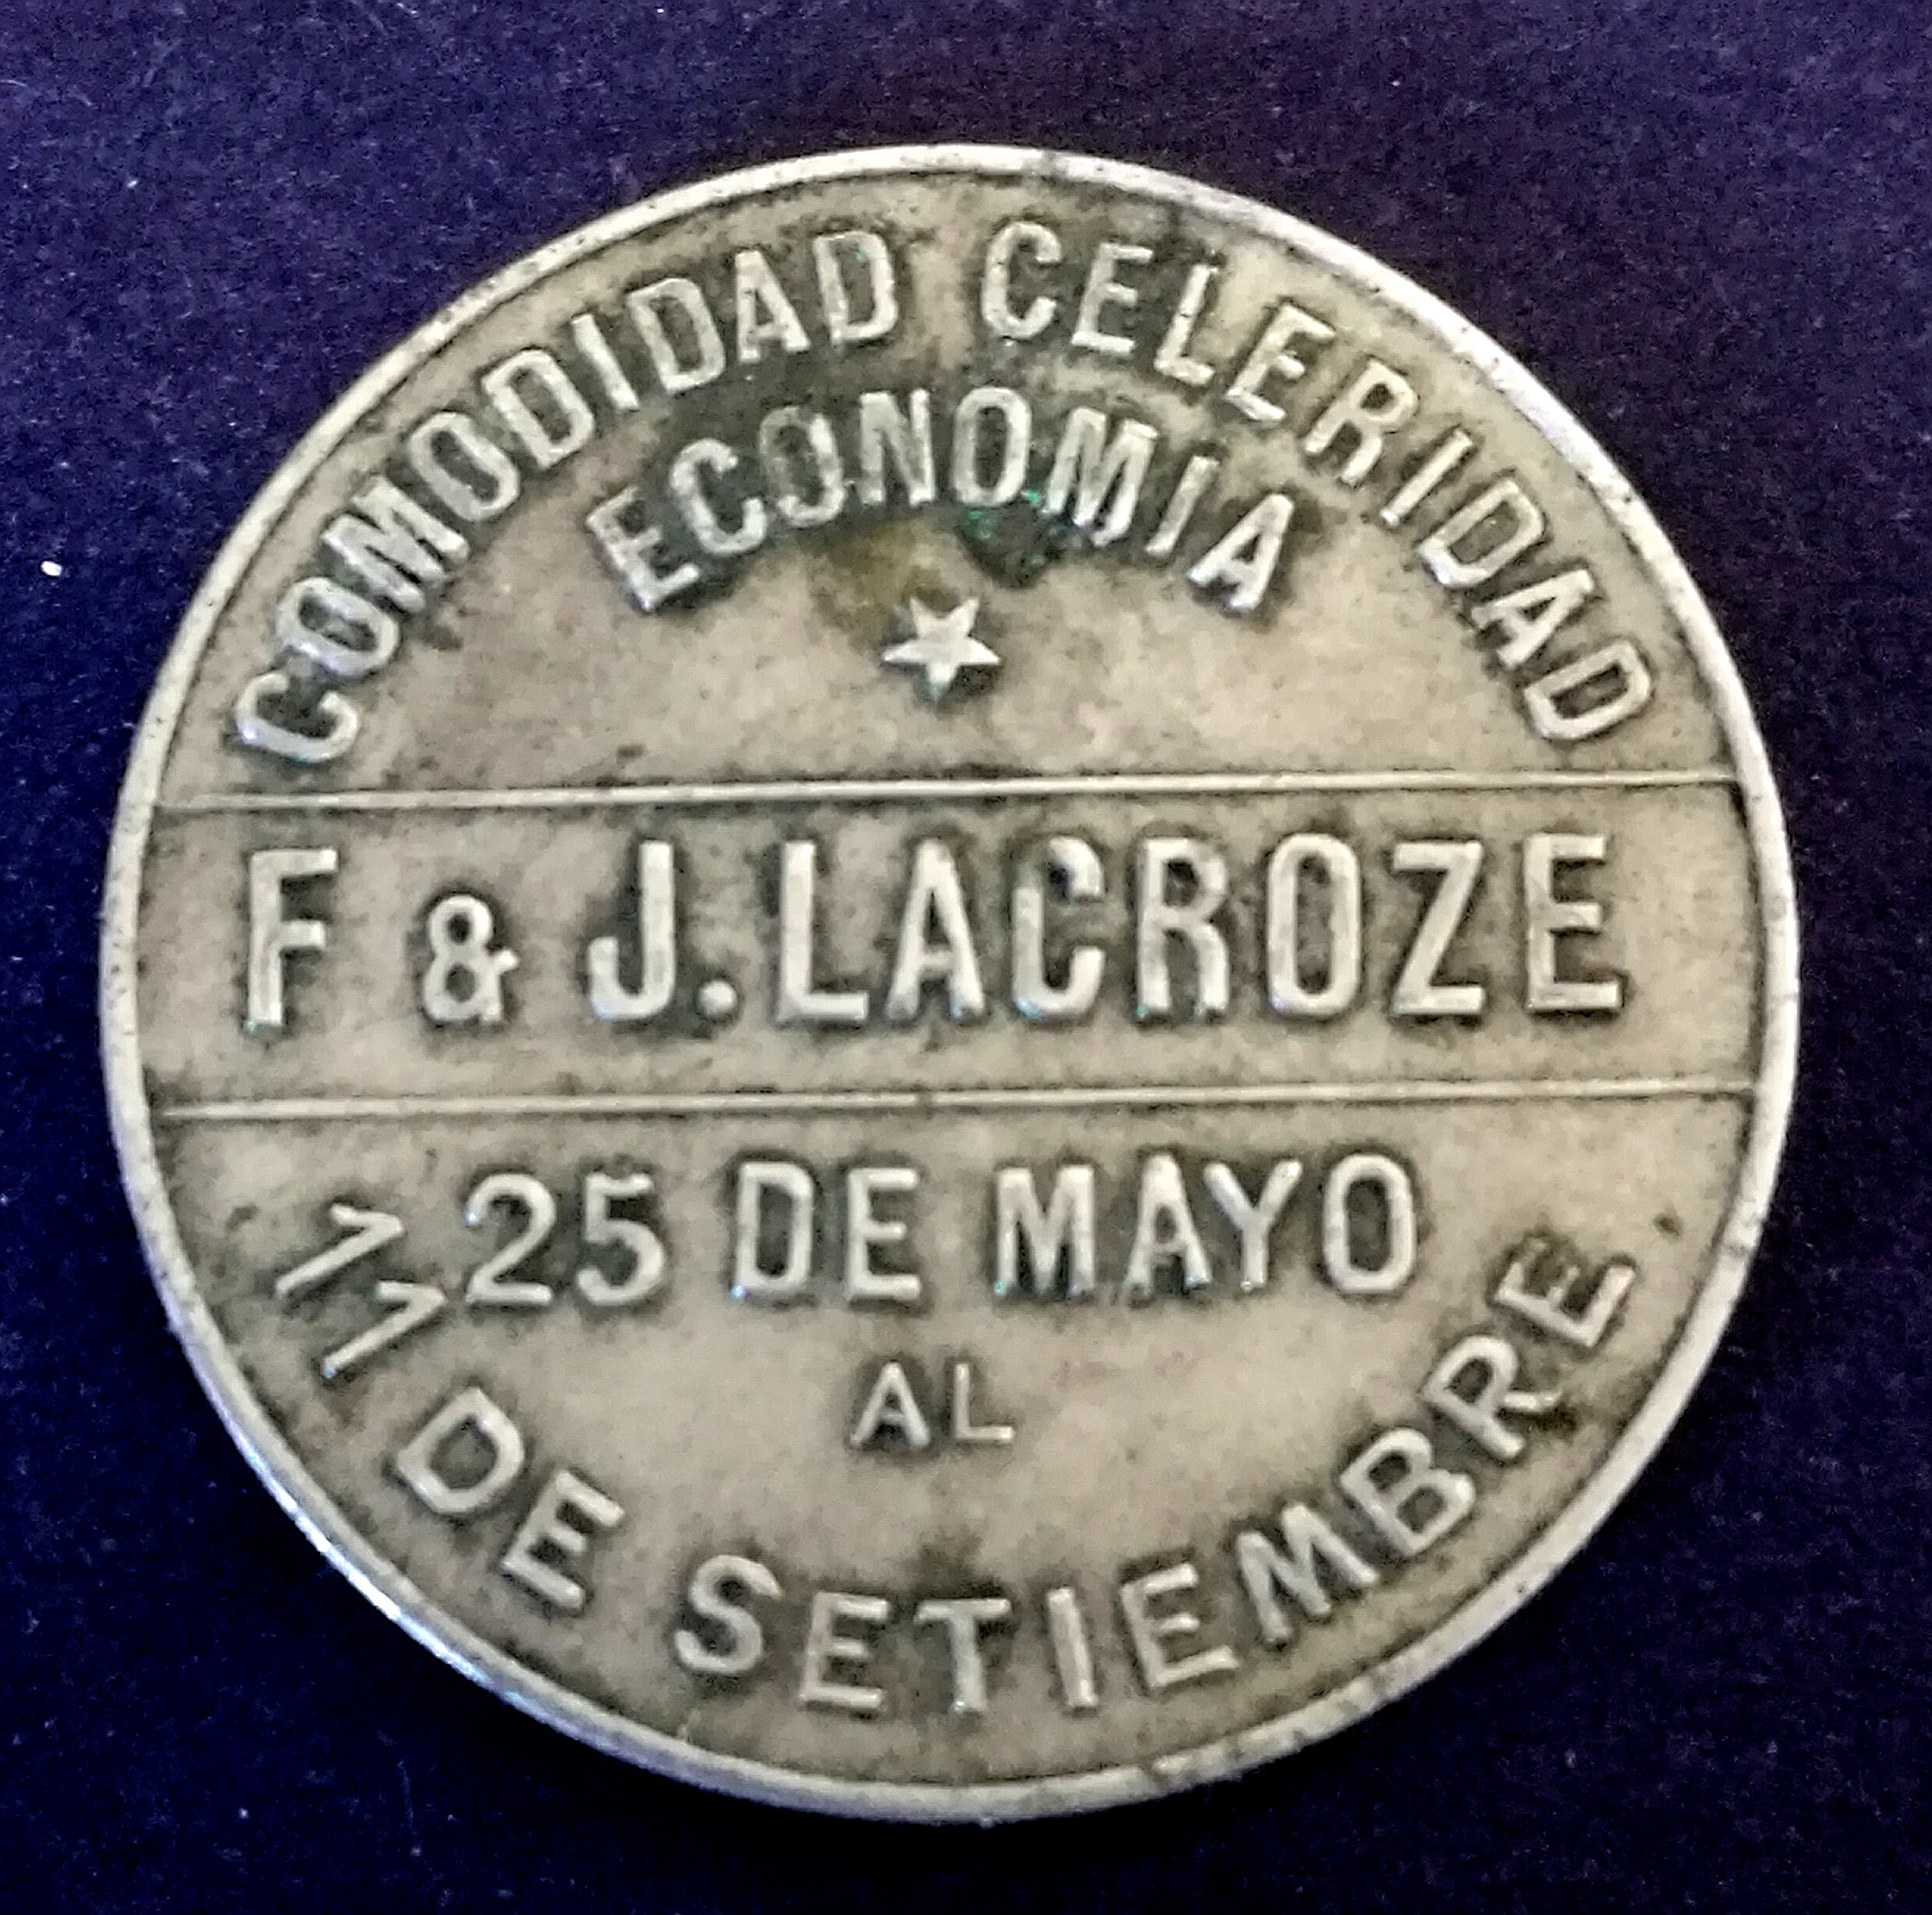 COMODIDAD CELERIDAD
ECONOMIA
F & J. LACROZE
25 DE MAYO
AL
11 DE SETIEMBRE